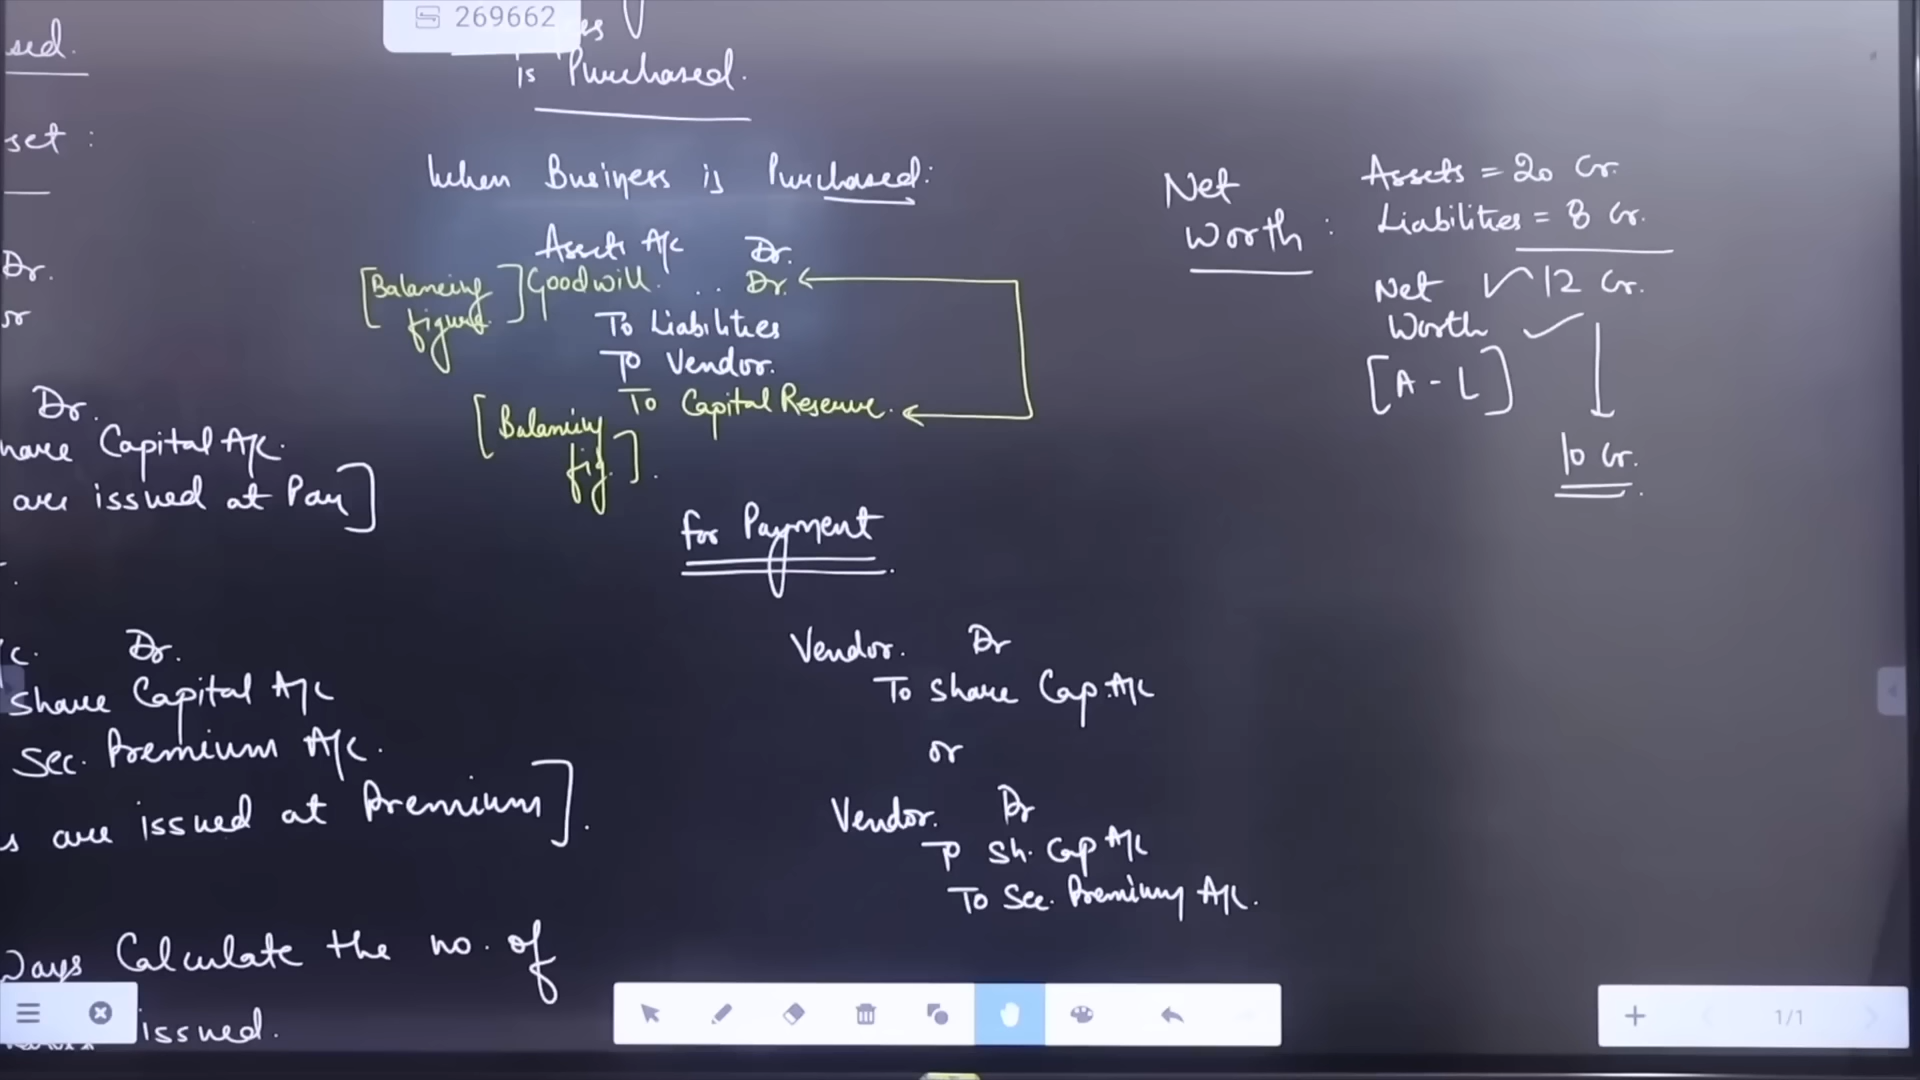 269662
sed.
is Purchased.
set :
Dr.
or
Dr.
hare Capital A/c.
are issued at Par]
c. Dr.
Share Capital A/c
Sec. Premium A/c.
s are issued at Premium].
Days Calculate the no. of
issued.
When Business is Purchased:
Assets A/c Dr.
[Balancing figure.] Goodwill. .. Dr.
To Liabilities
To Vendor.
To Capital Reserve.
[Balancing fig.].
for Payment
Vendor. Dr
To Share Cap. A/c
or
Vendor. Dr
To Sh. Cap A/c
To Sec. Premium A/c.
Net Worth :
Assets = 20 Cr.
Liabilities = 8 Cr.
Net Worth 12 Cr.
[A - L]
10 Cr.
1/1